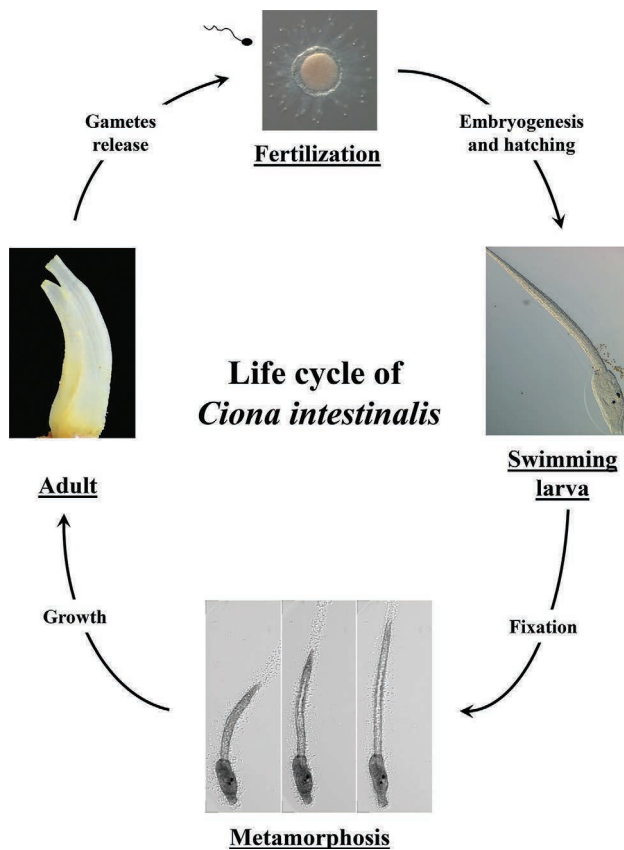 Gametes
release
Fertilization
Embryogenesis
and hatching
Life cycle of
Ciona intestinalis
Adult
Swimming
larva
Growth
Fixation
Metamorphosis